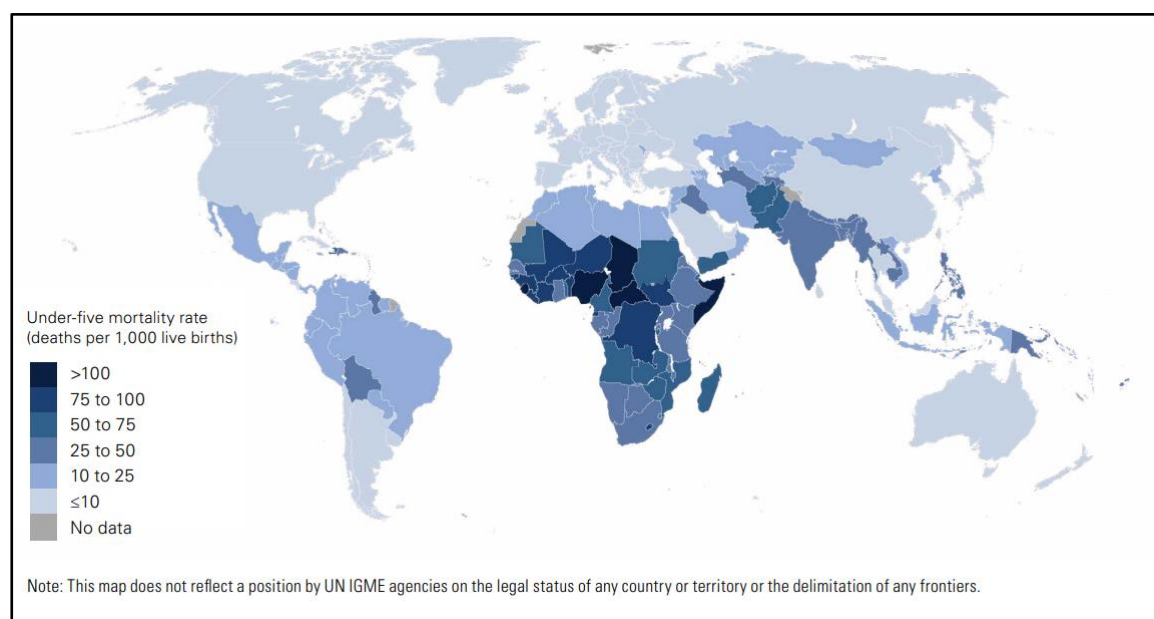 Under-five mortality rate
(deaths per 1,000 live births)
>100
75 to 100
50 to 75
25 to 50
10 to 25
≤10
No data
Note: This map does not reflect a position by UN IGME agencies on the legal status of any country or territory or the delimitation of any frontiers.